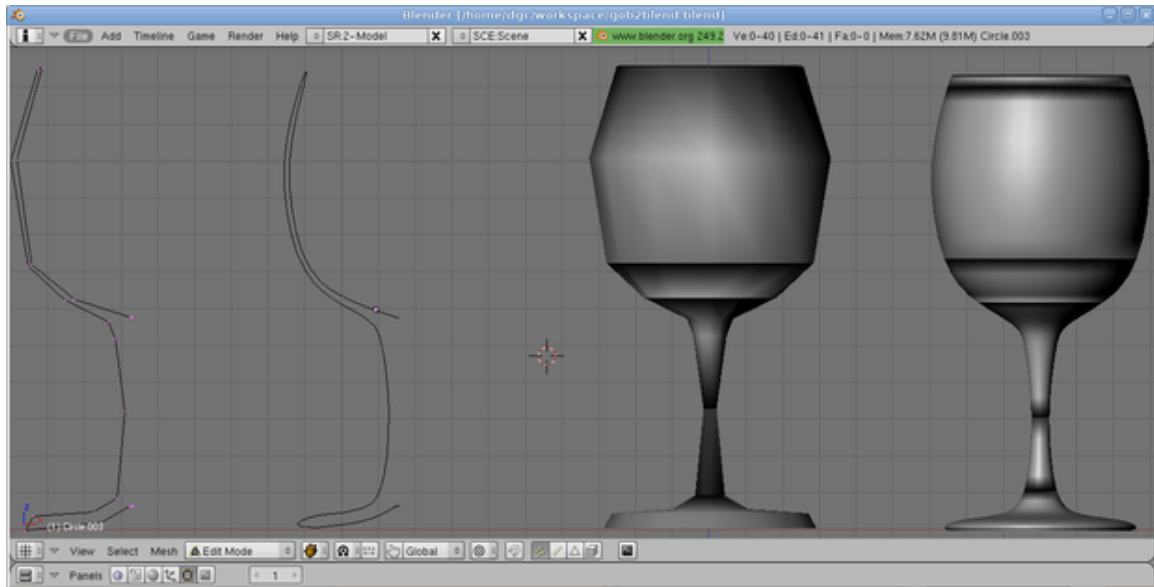 Blender [/home/dgc/workspace/gob2blend.blend]
File Add Timeline Game Render Help SR:2-Model X SCE:Scene X www.blender.org 249.2 Ve:0-40 | Ed:0-41 | Fa:0-0 | Mem:7.62M (9.81M) Circle.003
z
(1) Circle.003
View Select Mesh Edit Mode Global
Panels 1